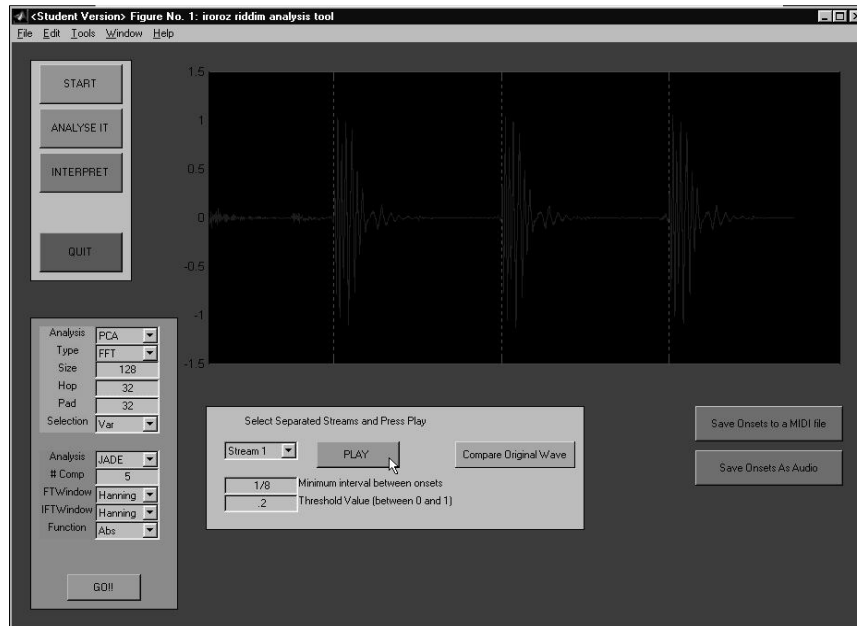 <Student Version> Figure No. 1: iroroz riddim analysis tool
File Edit Tools Window Help
START
ANALYSE IT
INTERPRET
QUIT
1.5
1
0.5
0
-0.5
-1
-1.5
Analysis PCA
Type FFT
Size 128
Hop 32
Pad 32
Selection Var
Analysis JADE
# Comp 5
FTWindow Hanning
IFTWindow Hanning
Function Abs
GO!!
Select Separated Streams and Press Play
Stream 1 PLAY Compare Original Wave
1/8 Minimum interval between onsets
.2 Threshold Value (between 0 and 1)
Save Onsets to a MIDI file
Save Onsets As Audio